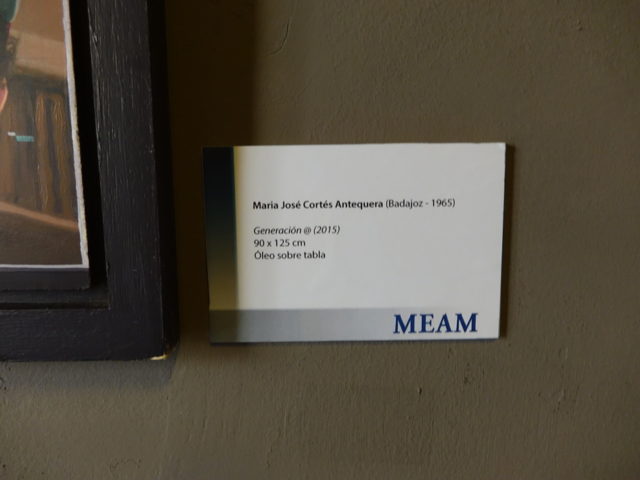 Maria José Cortés Antequera (Badajoz - 1965)
Generación @ (2015)
90 x 125 cm
Óleo sobre tabla
MEAM